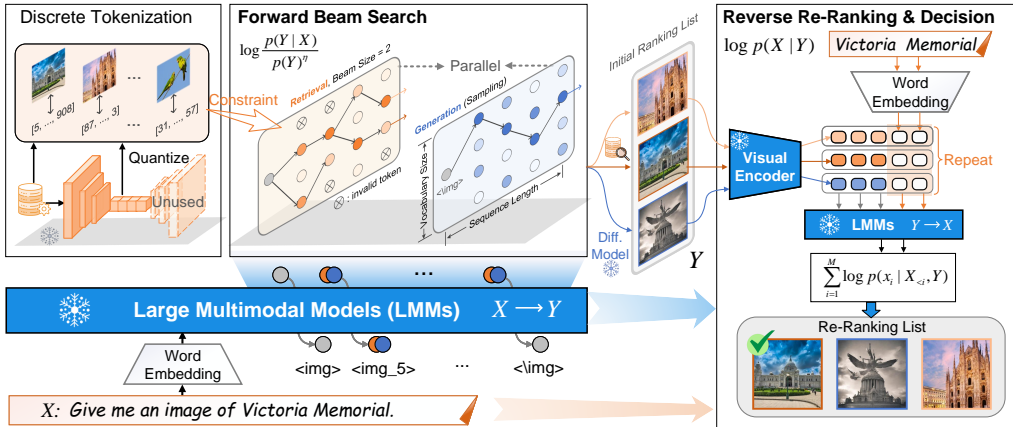 Discrete Tokenization
[5, ..., 908]
[87, ..., 3]
...
[31, ..., 57]
Constraint
Quantize
Unused
Forward Beam Search
log p(Y | X) / p(Y)^η
Retrieval, Beam Size = 2
Parallel
Generation (Sampling)
⊗: invalid token
Vocabulary Size
<img>
Sequence Length
Initial Ranking List
Diff. Model
Y
...
Large Multimodal Models (LMMs) X → Y
<img>
<img_5>
...
<\img>
Word
Embedding
X: Give me an image of Victoria Memorial.
Reverse Re-Ranking & Decision
log p(X | Y)
Victoria Memorial
Word
Embedding
Visual
Encoder
Repeat
LMMs Y → X
∑_{i=1}^{M} log p(x_i | X_{<i}, Y)
Re-Ranking List